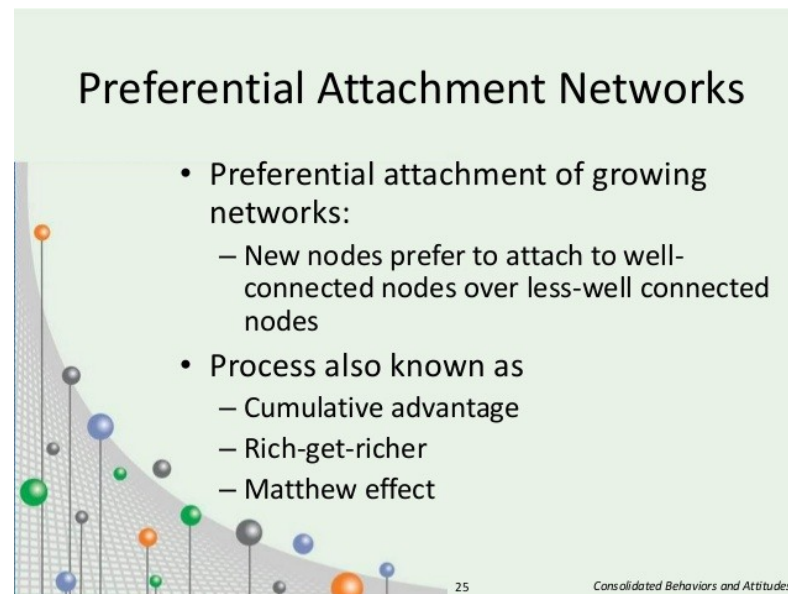 Preferential Attachment Networks
• Preferential attachment of growing
networks:
– New nodes prefer to attach to well-
connected nodes over less-well connected
nodes
• Process also known as
– Cumulative advantage
– Rich-get-richer
– Matthew effect
25
Consolidated Behaviors and Attitudes